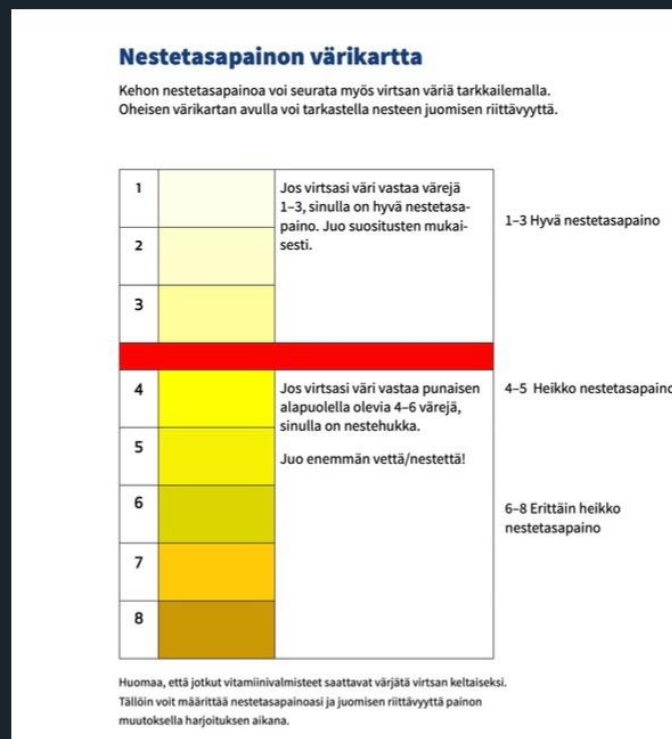 Nestetasapainon värikartta
Kehon nestetasapainoa voi seurata myös virtsan väriä tarkkailemalla.
Oheisen värikartan avulla voi tarkastella nesteen juomisen riittävyyttä.
1
Jos virtsasi väri vastaa värejä
1–3, sinulla on hyvä nestetasa-
paino. Juo suositusten mukai-
sesti.
1–3 Hyvä nestetasapaino
2
3
4
Jos virtsasi väri vastaa punaisen
alapuolella olevia 4–6 värejä,
sinulla on nestehukka.
Juo enemmän vettä/nestettä!
4–5 Heikko nestetasapaino
5
6
6–8 Erittäin heikko
nestetasapaino
7
8
Huomaa, että jotkut vitamiinivalmisteet saattavat värjätä virtsan keltaiseksi.
Tällöin voit määrittää nestetasapainoasi ja juomisen riittävyyttä painon
muutoksella harjoituksen aikana.